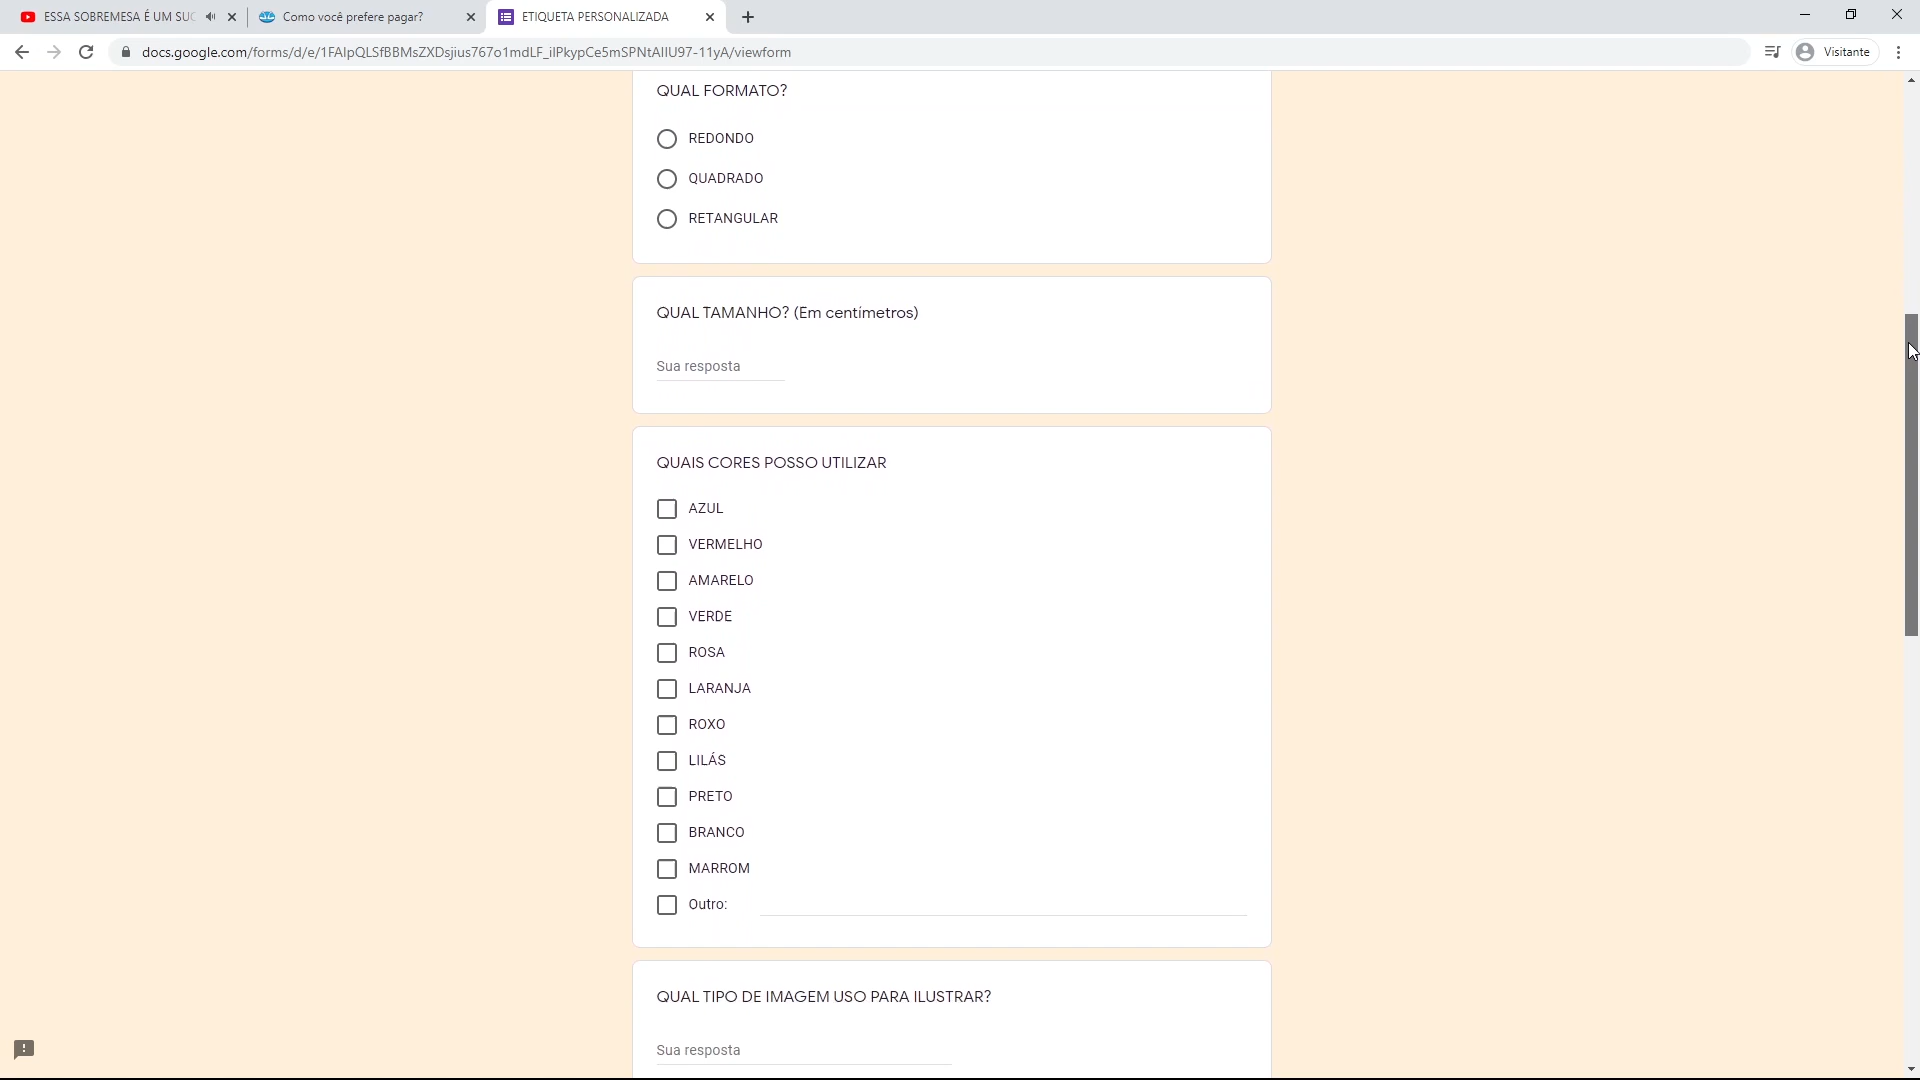 ESSA SOBREMESA É UM SUC
Como você prefere pagar?
ETIQUETA PERSONALIZADA
docs.google.com/forms/d/e/1FAIpQLSfBBMsZXDsjius767o1mdLF_ilPkypCe5mSPNtAIIU97-11yA/viewform
Visitante
QUAL FORMATO?
REDONDO
QUADRADO
RETANGULAR
QUAL TAMANHO? (Em centímetros)
Sua resposta
QUAIS CORES POSSO UTILIZAR
AZUL
VERMELHO
AMARELO
VERDE
ROSA
LARANJA
ROXO
LILÁS
PRETO
BRANCO
MARROM
Outro:
QUAL TIPO DE IMAGEM USO PARA ILUSTRAR?
Sua resposta